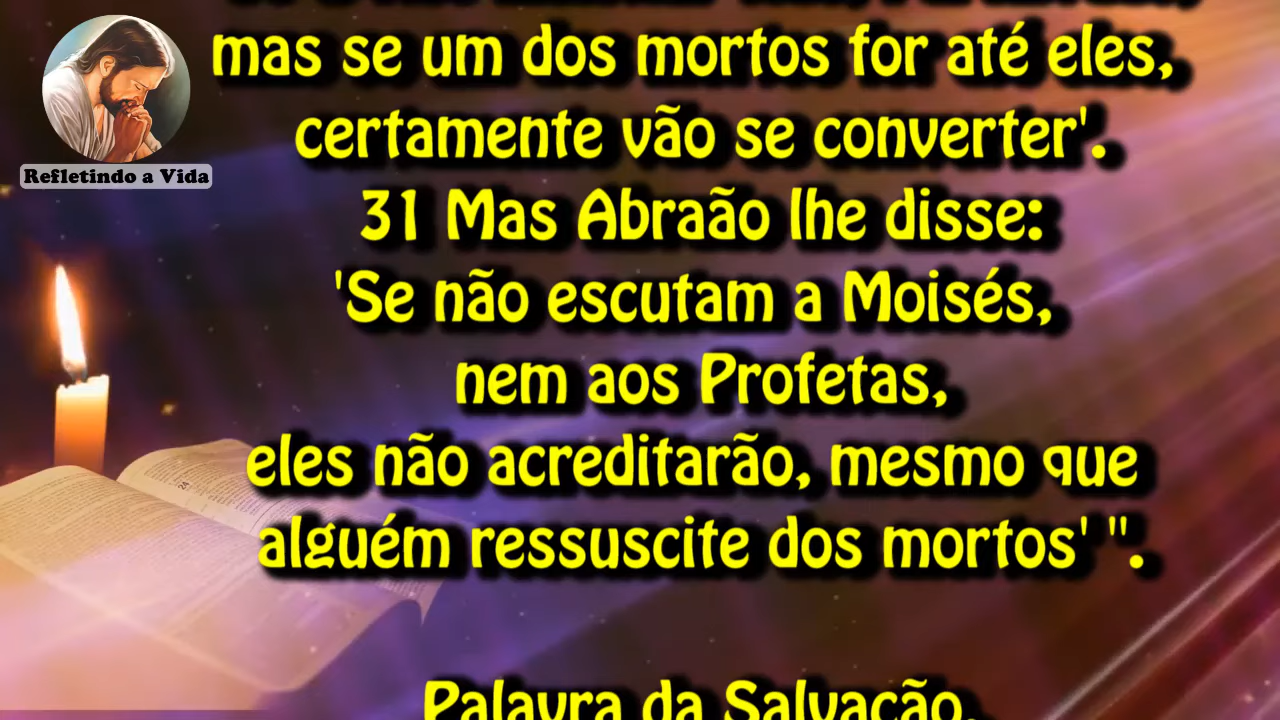 mas se um dos mortos for até eles,
certamente vão se converter'.
31 Mas Abraão lhe disse:
'Se não escutam a Moisés,
nem aos Profetas,
eles não acreditarão, mesmo que
alguém ressuscite dos mortos' ".
Palavra da Salvação.
Refletindo a Vida